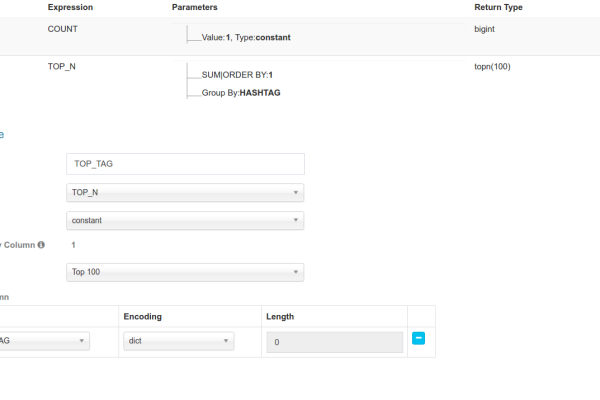 Expression Parameters Return Type
COUNT Value:1, Type:constant bigint
TOP_N SUM|ORDER BY:1 topn(100)
Group By:HASHTAG
e
TOP_TAG
TOP_N
constant
y Column 1
Top 100
mn
Encoding Length
AG dict 0